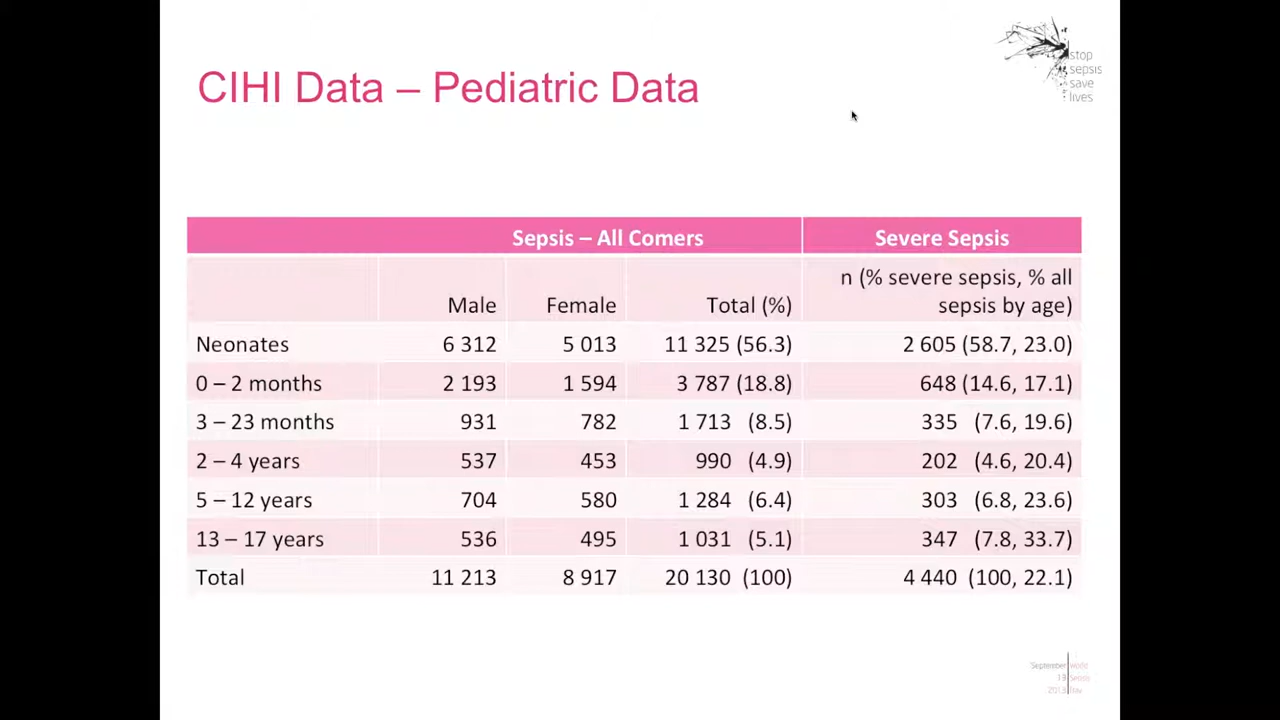 stop
sepsis
save
lives
CIHI Data – Pediatric Data
Sepsis – All Comers Severe Sepsis
Male Female Total (%) n (% severe sepsis, % all sepsis by age)
Neonates 6 312 5 013 11 325 (56.3) 2 605 (58.7, 23.0)
0 – 2 months 2 193 1 594 3 787 (18.8) 648 (14.6, 17.1)
3 – 23 months 931 782 1 713 (8.5) 335 (7.6, 19.6)
2 – 4 years 537 453 990 (4.9) 202 (4.6, 20.4)
5 – 12 years 704 580 1 284 (6.4) 303 (6.8, 23.6)
13 – 17 years 536 495 1 031 (5.1) 347 (7.8, 33.7)
Total 11 213 8 917 20 130 (100) 4 440 (100, 22.1)
September World
13 Sepsis
2013 Day